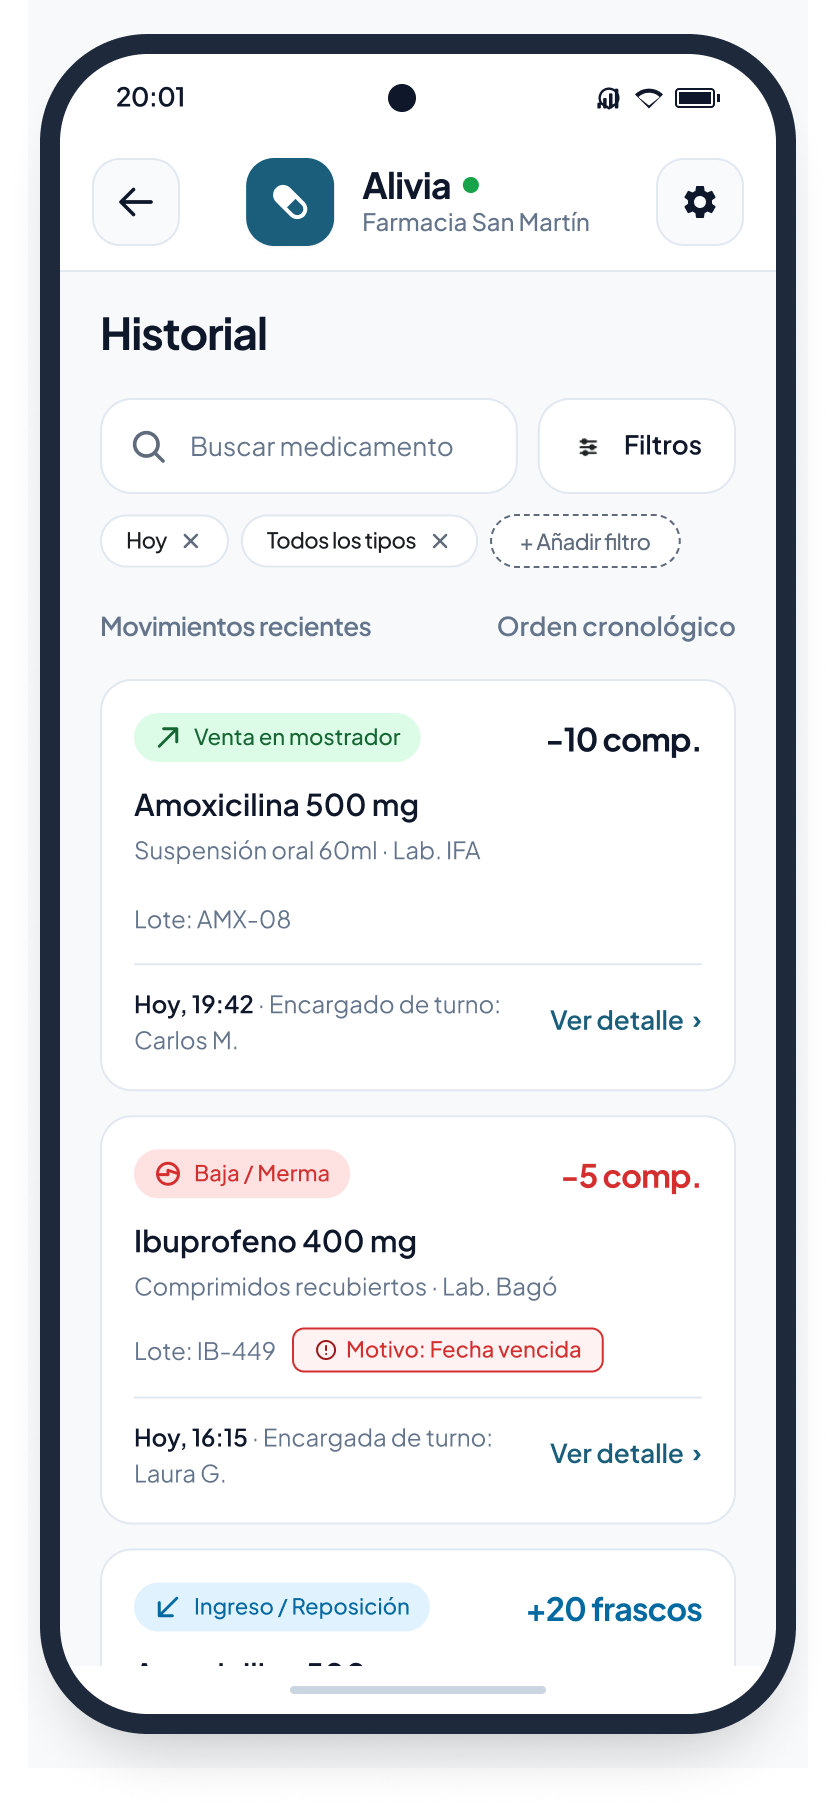 20:01
Alivia
Farmacia San Martín
Historial
Buscar medicamento
Filtros
Hoy ×
Todos los tipos ×
+ Añadir filtro
Movimientos recientes
Orden cronológico
Venta en mostrador
-10 comp.
Amoxicilina 500 mg
Suspensión oral 60ml · Lab. IFA
Lote: AMX-08
Hoy, 19:42 · Encargado de turno:
Carlos M.
Ver detalle ›
Baja / Merma
-5 comp.
Ibuprofeno 400 mg
Comprimidos recubiertos · Lab. Bagó
Lote: IB-449
Motivo: Fecha vencida
Hoy, 16:15 · Encargada de turno:
Laura G.
Ver detalle ›
Ingreso / Reposición
+20 frascos